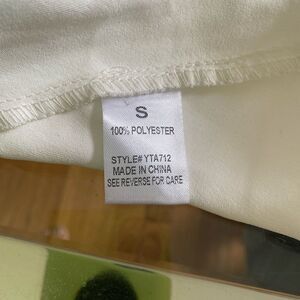 S
100% POLYESTER
STYLE# YTA712
MADE IN CHINA
SEE REVERSE FOR CARE